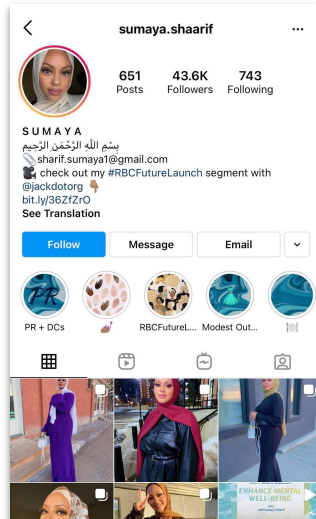 sumaya.shaarif
651 43.6K 743
Posts Followers Following
S U M A Y A
بِسْمِ اللَّهِ الرَّحْمَنِ الرَّحِيمِ
sharif.sumaya1@gmail.com
check out my #RBCFutureLaunch segment with
@jackdotorg
bit.ly/36ZfZrO
See Translation
Follow Message Email
PR
PR + DCs RBCFutureL... Modest Out...
ENHANCE MENTAL
WELL-BEING